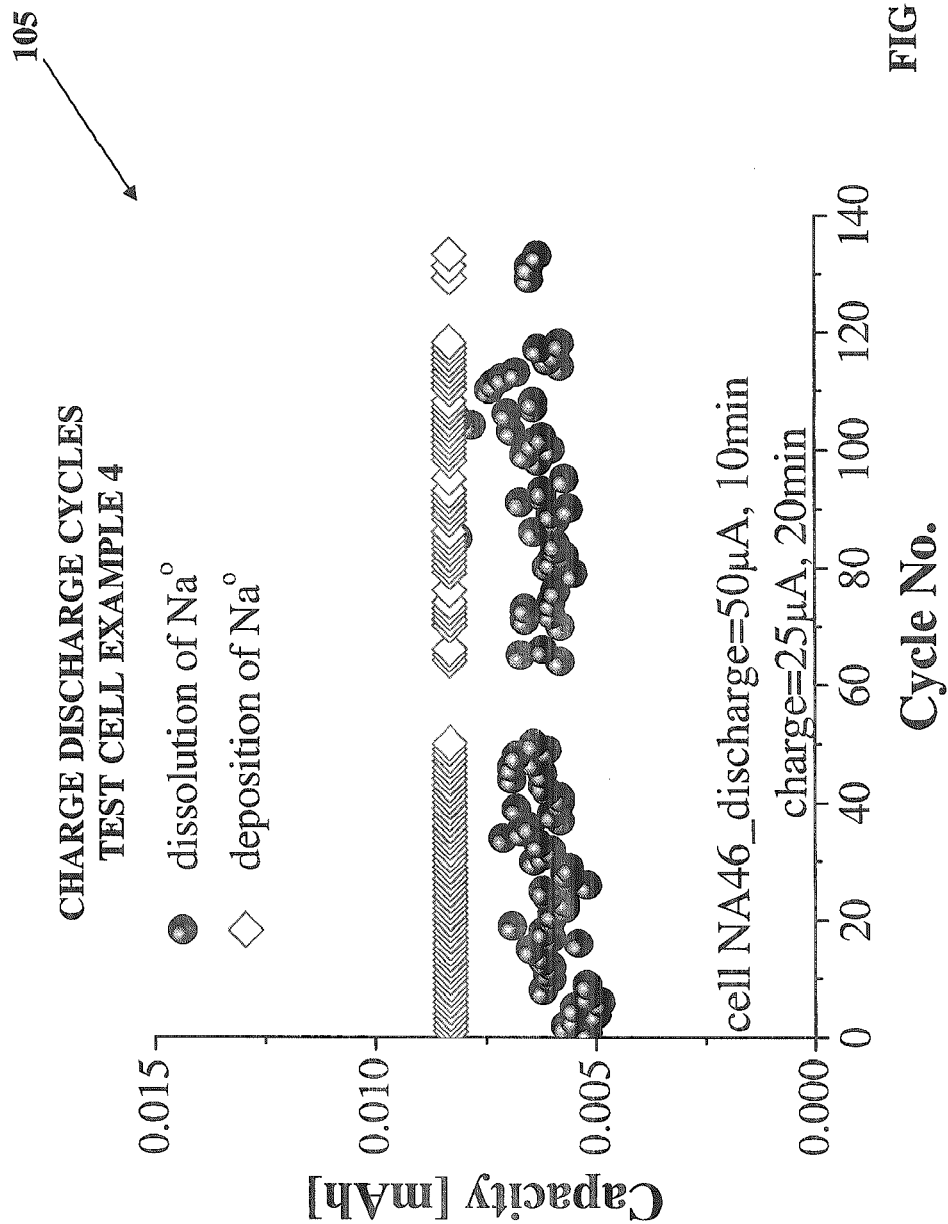 105
CHARGE DISCHARGE CYCLES
TEST CELL EXAMPLE 4
dissolution of Na°
deposition of Na°
0.015
0.010
0.005
0.000
Capacity [mAh]
cell NA46_discharge=50μA, 10min
charge=25μA, 20min
0 20 40 60 80 100 120 140
Cycle No.
FIG